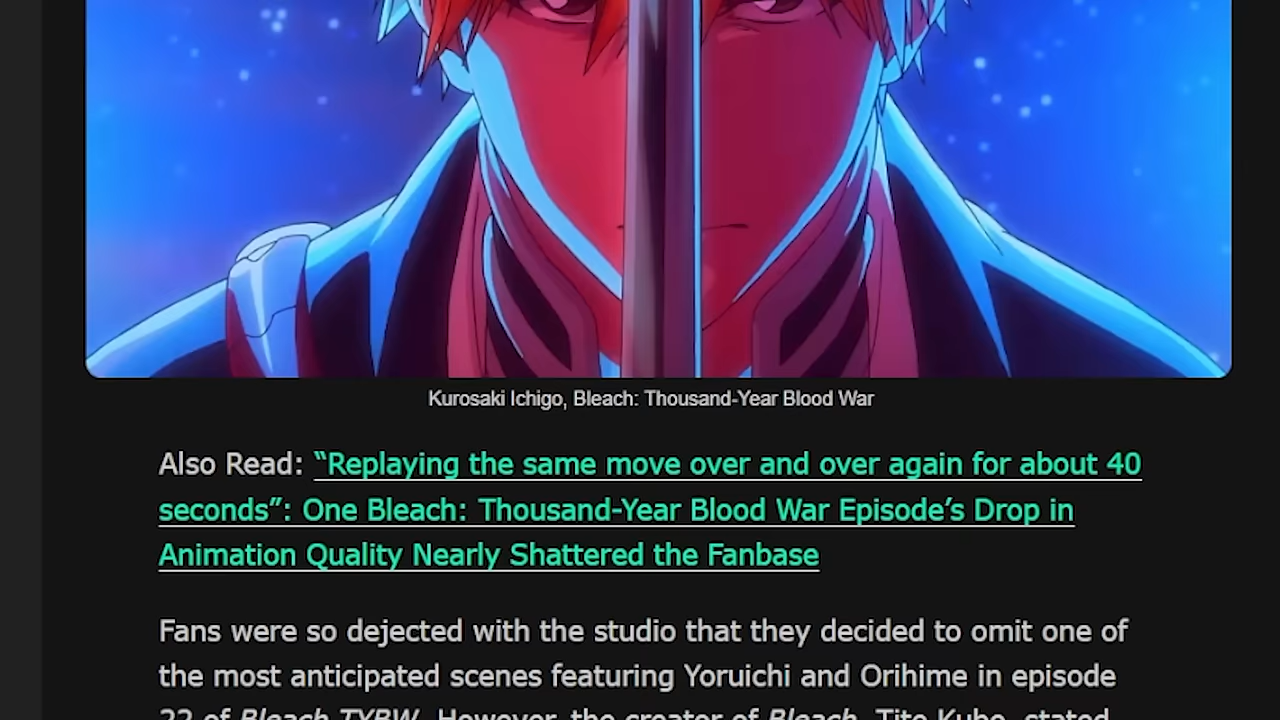 Kurosaki Ichigo, Bleach: Thousand-Year Blood War
Also Read: “Replaying the same move over and over again for about 40
seconds”: One Bleach: Thousand-Year Blood War Episode’s Drop in
Animation Quality Nearly Shattered the Fanbase
Fans were so dejected with the studio that they decided to omit one of
the most anticipated scenes featuring Yoruichi and Orihime in episode
22 of Bleach TYBW. However, the creator of Bleach, Tite Kubo, stated